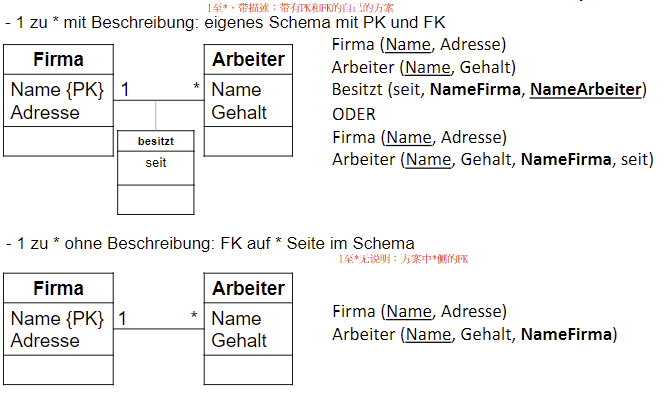 1至*，带描述：带有PK和FK的自己的方案
- 1 zu * mit Beschreibung: eigenes Schema mit PK und FK
Firma
Arbeiter
Name {PK}
Adresse
1
*
Name
Gehalt
besitzt
seit
Firma (Name, Adresse)
Arbeiter (Name, Gehalt)
Besitzt (seit, NameFirma, NameArbeiter)
ODER
Firma (Name, Adresse)
Arbeiter (Name, Gehalt, NameFirma, seit)
- 1 zu * ohne Beschreibung: FK auf * Seite im Schema
1至*无说明：方案中*侧的FK
Firma
Arbeiter
Name {PK}
Adresse
1
*
Name
Gehalt
Firma (Name, Adresse)
Arbeiter (Name, Gehalt, NameFirma)